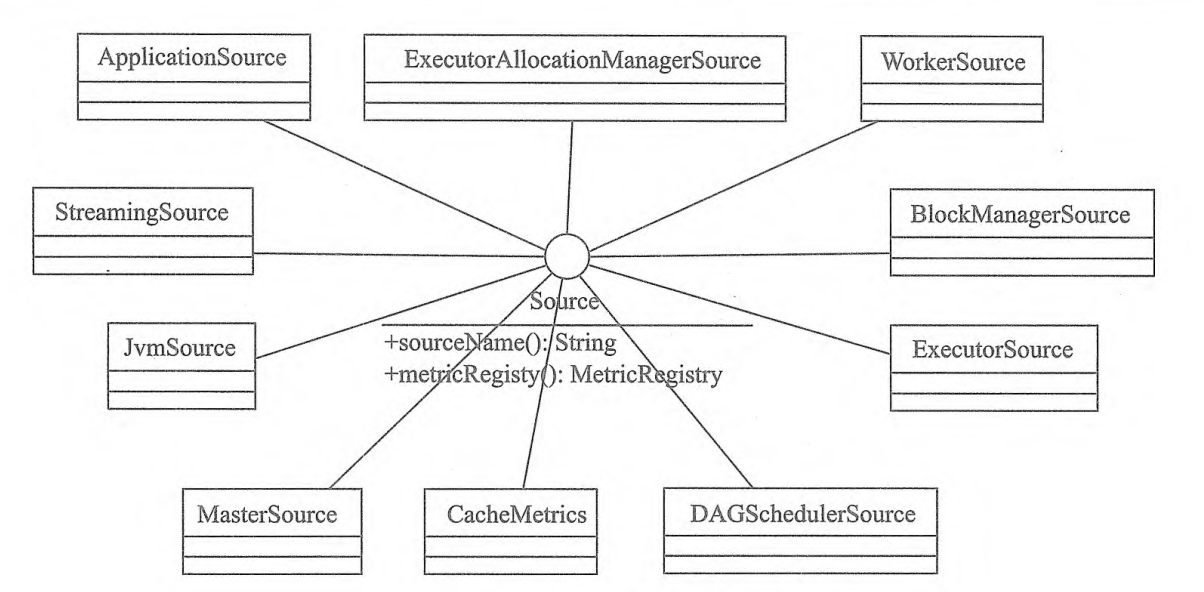 ApplicationSource
ExecutorAllocationManagerSource
WorkerSource
StreamingSource
BlockManagerSource
Source
+sourceName(): String
+metricRegisty(): MetricRegistry
JvmSource
ExecutorSource
MasterSource
CacheMetrics
DAGSchedulerSource